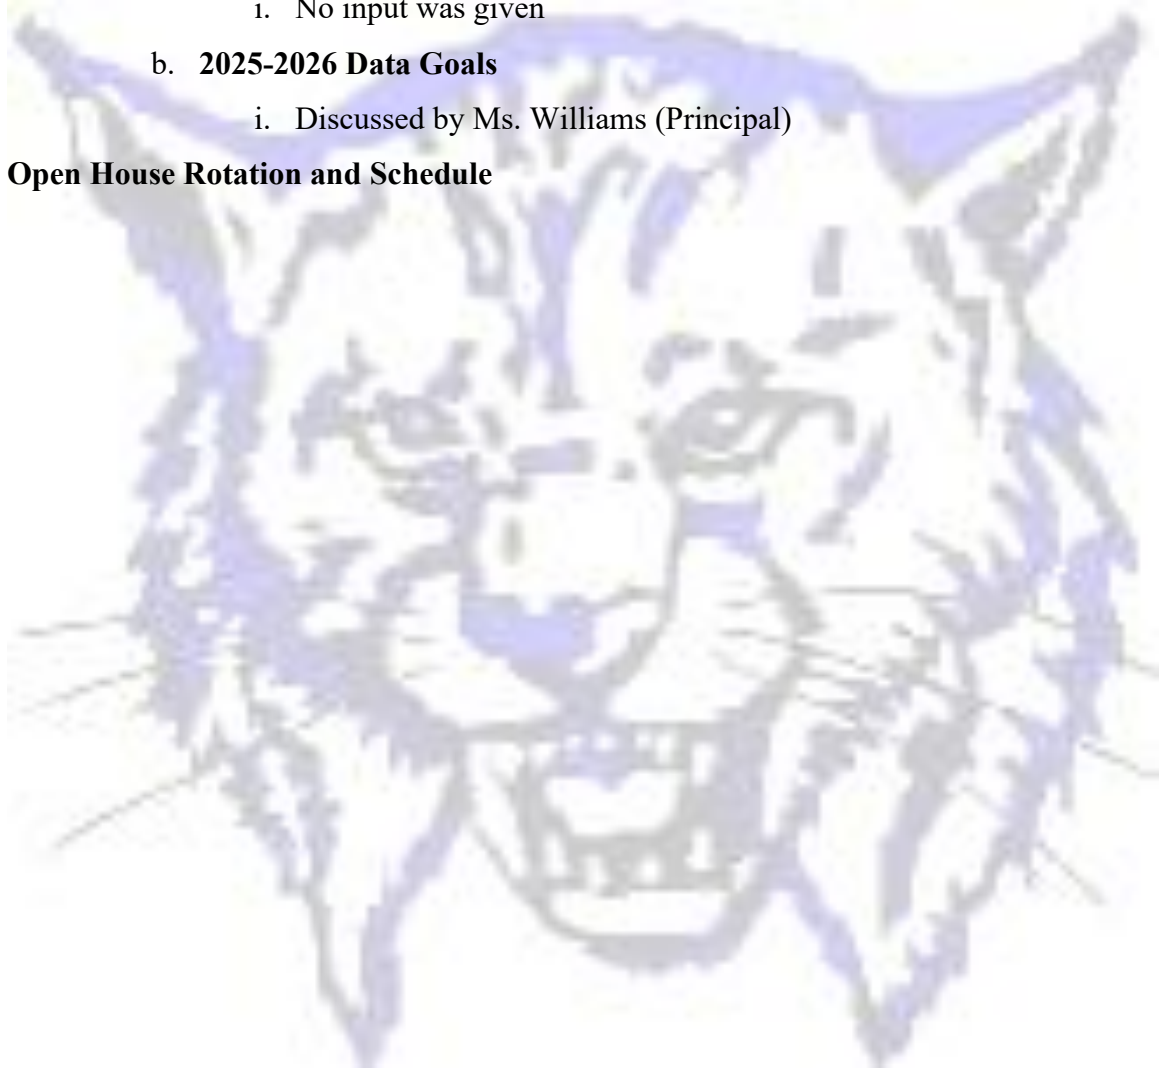 i. No input was given
b. 2025-2026 Data Goals
i. Discussed by Ms. Williams (Principal)
Open House Rotation and Schedule